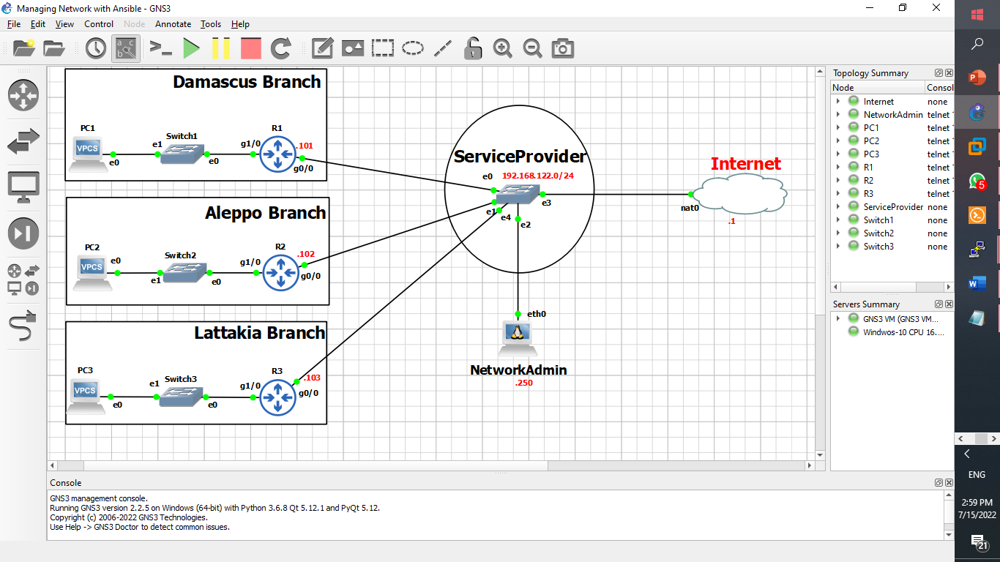 Managing Network with Ansible - GNS3
File Edit View Control Node Annotate Tools Help
Damascus Branch
PC1
VPCS
e0
e1
Switch1
e0
g1/0
R1
.101
g0/0
Aleppo Branch
PC2
VPCS
e0
e1
Switch2
e0
g1/0
R2
.102
g0/0
Lattakia Branch
PC3
VPCS
e0
e1
Switch3
e0
g1/0
R3
.103
g0/0
ServiceProvider
192.168.122.0/24
e0
e1
e4
e2
e3
Internet
nat0
.1
eth0
NetworkAdmin
.250
Topology Summary
Node Consol
Internet none
NetworkAdmin telnet 1
PC1 telnet
PC2 telnet
PC3 telnet
R1 telnet
R2 telnet
R3 telnet
ServiceProvider none
Switch1 none
Switch2 none
Switch3 none
Servers Summary
GNS3 VM (GNS3 VM...
Windwos-10 CPU 16....
Console
GNS3 management console.
Running GNS3 version 2.2.5 on Windows (64-bit) with Python 3.6.8 Qt 5.12.1 and PyQt 5.12.
Copyright (c) 2006-2022 GNS3 Technologies.
Use Help -> GNS3 Doctor to detect common issues.
5
ENG
2:59 PM
7/15/2022
21